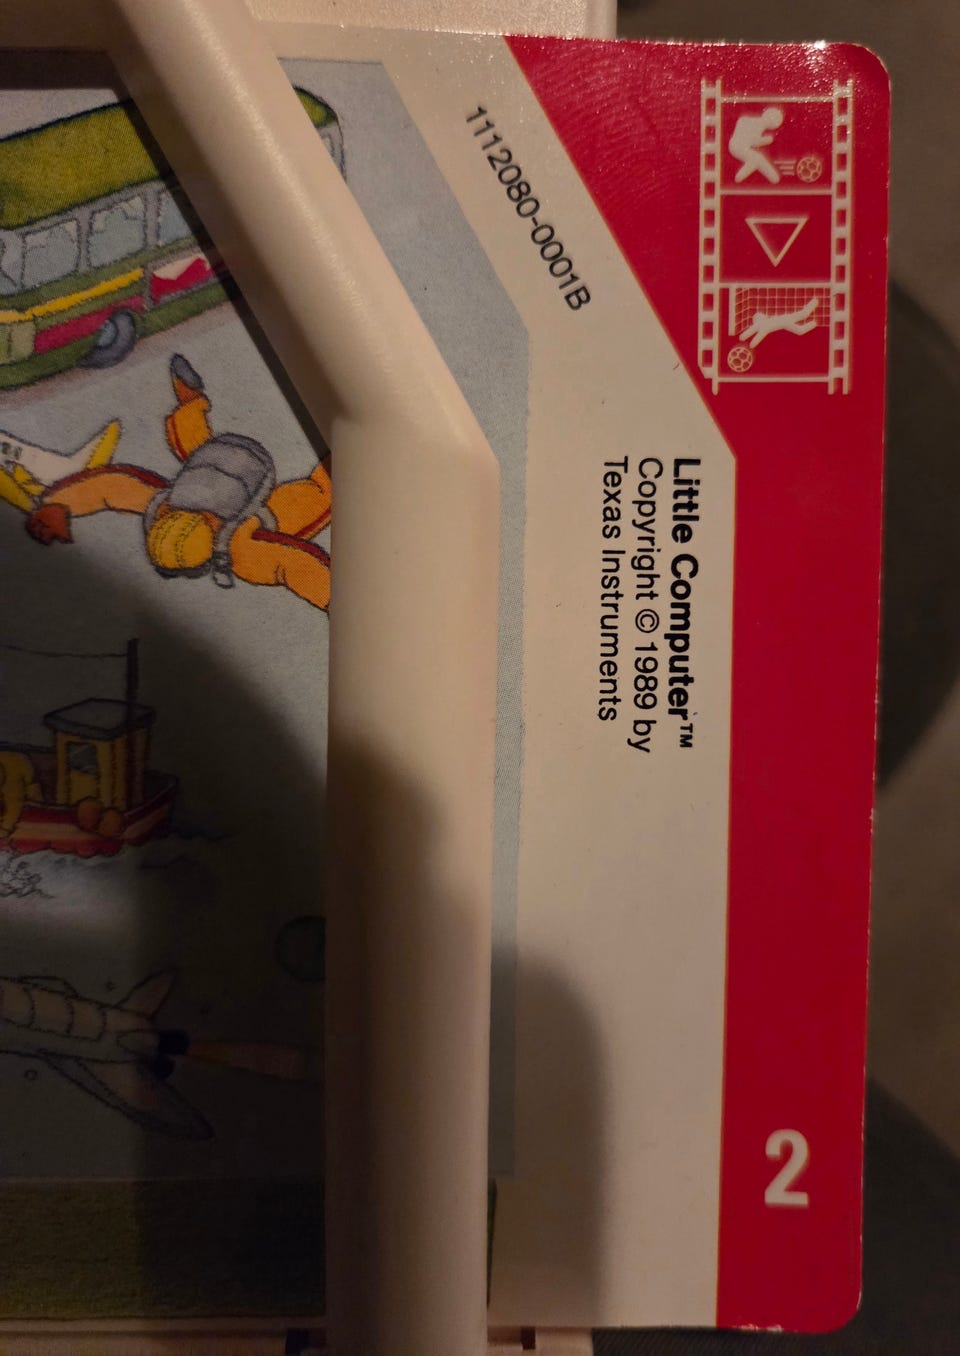 1112080-0001B
Little Computer™
Copyright © 1989 by
Texas Instruments
2